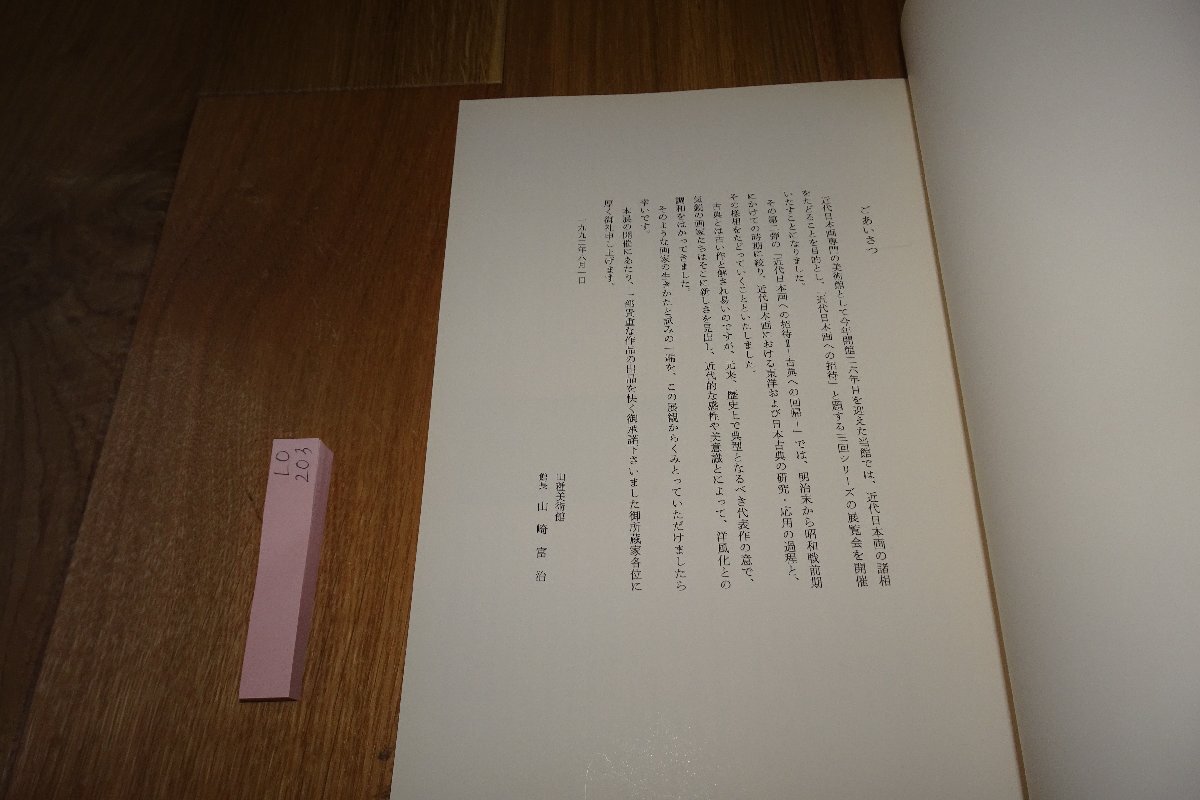 ごあいさつ
近代日本画専門の美術館として今年開館二六年目を迎えた当館では、近代日本画の諸相
をたどることを目的とし、「近代日本画への招待」と題する三回シリーズの展覧会を開催
いたすことになりました。
その第二弾の「近代日本画への招待Ⅱ−古典への回帰−」では、明治末から昭和戦前期
にかけての時期に絞り、近代日本画における東洋および日本古典の研究・応用の過程と、
その様相をたどっていくことといたしました。
古典とは古い作と解され易いのですが、元来、歴史上で典型となるべき代表作の意で、
気鋭の画家たちはそこに新しさを見出し、近代的な感性や美意識とによって、洋風化との
調和をはかってきました。
そのような画家の生きかたと試みの一端を、この展観からくみとっていただけましたら
幸いです。
本展の開催にあたり、一部貴重な作品の出品を快く御承諾下さいました御所蔵家各位に
厚く御礼申し上げます。
一九九二年八月一日
山種美術館
館長 山崎富治
10
203